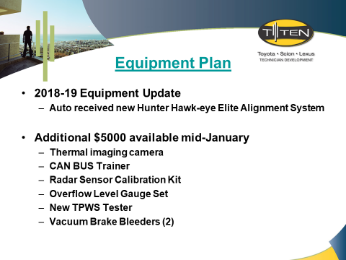 T TEN
Toyota • Scion • Lexus
TECHNICIAN DEVELOPMENT
Equipment Plan
• 2018-19 Equipment Update
– Auto received new Hunter Hawk-eye Elite Alignment System
• Additional $5000 available mid-January
– Thermal imaging camera
– CAN BUS Trainer
– Radar Sensor Calibration Kit
– Overflow Level Gauge Set
– New TPWS Tester
– Vacuum Brake Bleeders (2)